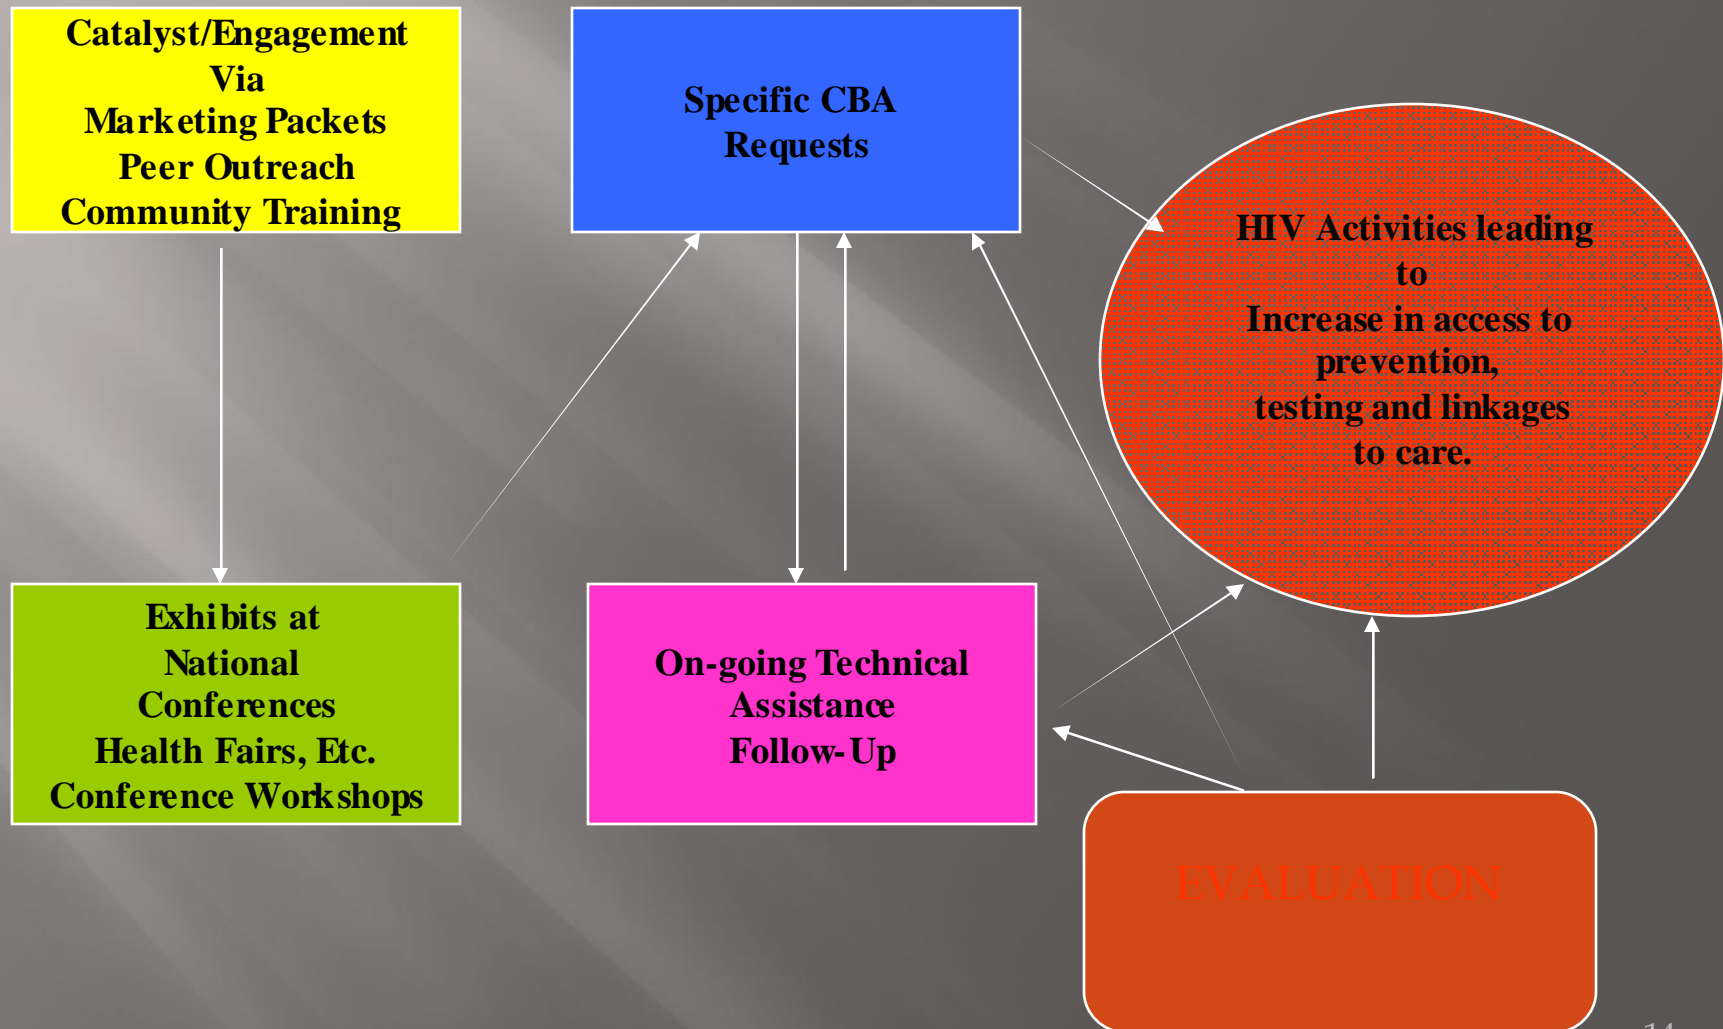 Catalyst/Engagement
Via
Marketing Packets
Peer Outreach
Community Training
Specific CBA
Requests
HIV Activities leading
to
Increase in access to
prevention,
testing and linkages
to care.
Exhibits at
National
Conferences
Health Fairs, Etc.
Conference Workshops
On-going Technical
Assistance
Follow-Up
EVALUATION
14